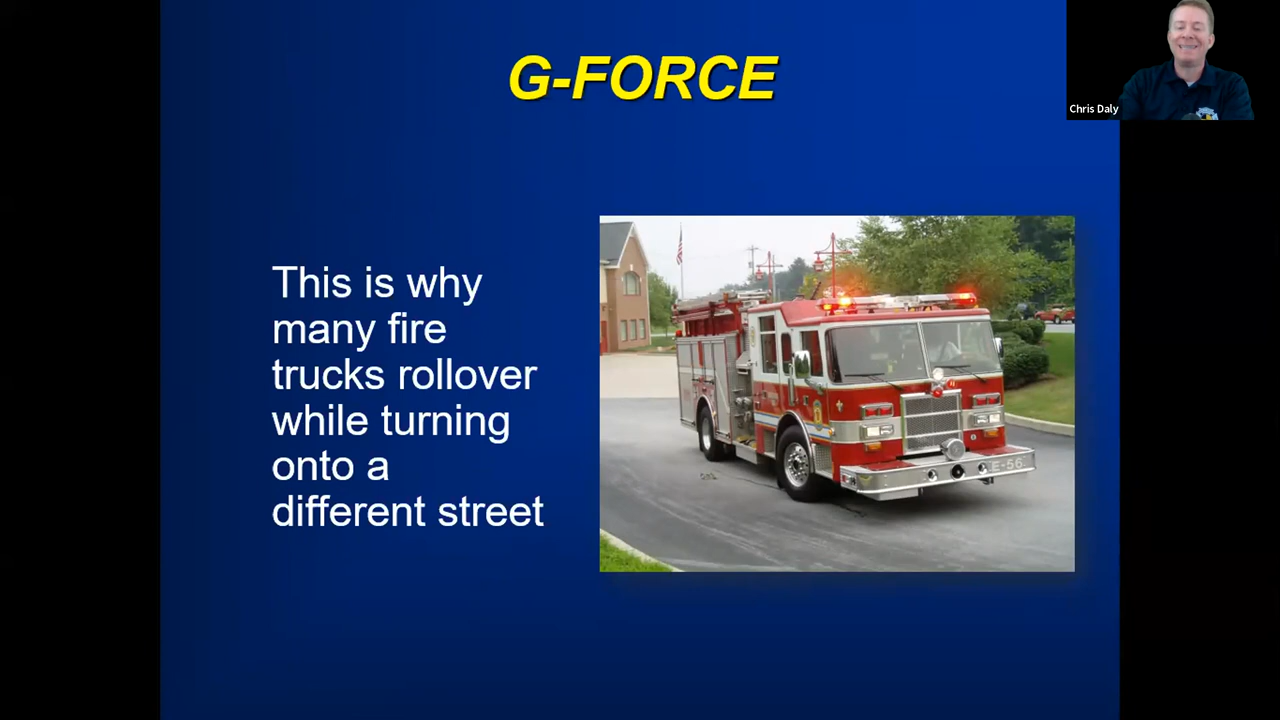 G-FORCE
Chris Daly
This is why
many fire
trucks rollover
while turning
onto a
different street
E-56